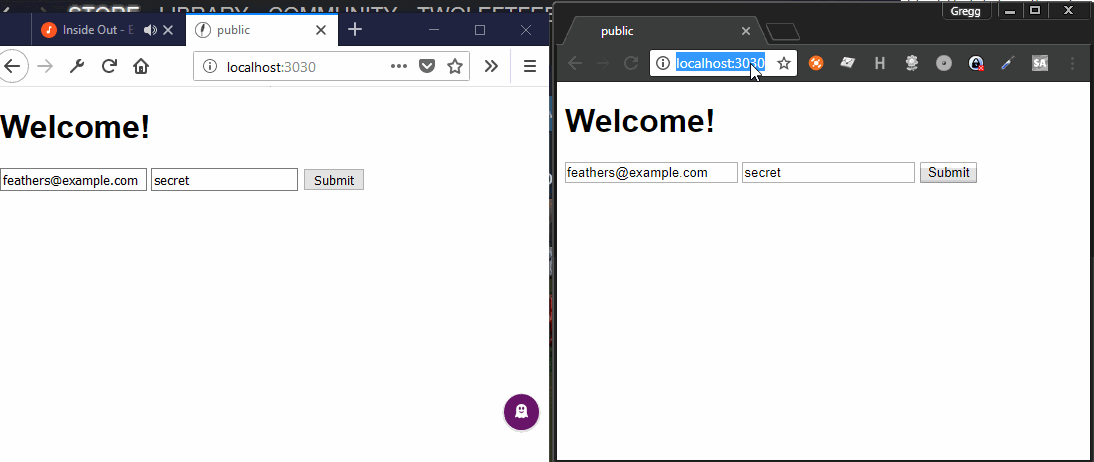 STORE LIBRARY COMMUNITY
Inside Out - E
public
localhost:3030
Welcome!
feathers@example.com secret Submit
Gregg
public
localhost:3030
H
SA
Welcome!
feathers@example.com secret Submit